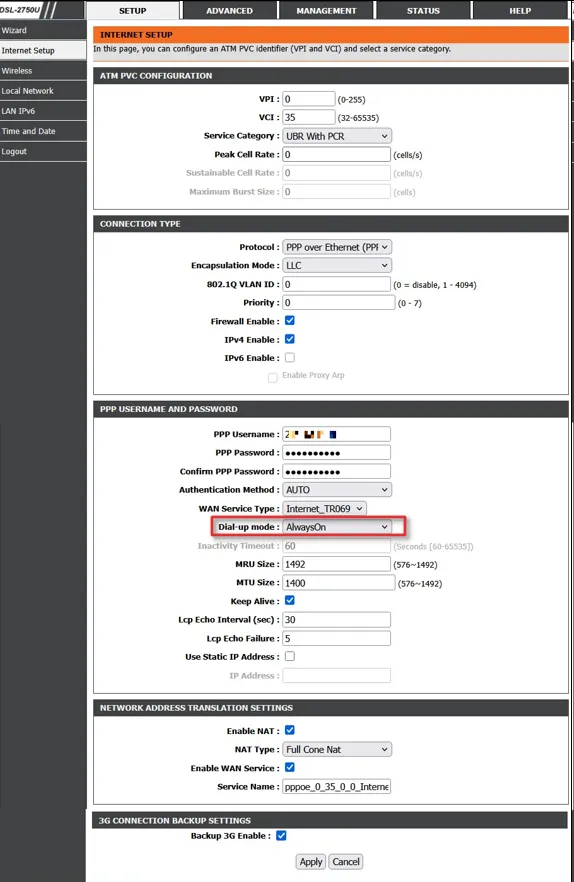 DSL-2750U
SETUP
ADVANCED
MANAGEMENT
STATUS
HELP
Wizard
Internet Setup
Wireless
Local Network
LAN IPv6
Time and Date
Logout
INTERNET SETUP
In this page, you can configure an ATM PVC identifier (VPI and VCI) and select a service category.
ATM PVC CONFIGURATION
VPI : 0 (0-255)
VCI : 35 (32-65535)
Service Category : UBR With PCR
Peak Cell Rate : 0 (cells/s)
Sustainable Cell Rate : 0 (cells/s)
Maximum Burst Size : 0 (cells)
CONNECTION TYPE
Protocol : PPP over Ethernet (PPI
Encapsulation Mode : LLC
802.1Q VLAN ID : 0 (0 = disable, 1 - 4094)
Priority : 0 (0 - 7)
Firewall Enable :
IPv4 Enable :
IPv6 Enable :
Enable Proxy Arp
PPP USERNAME AND PASSWORD
PPP Username : 2
PPP Password : ●●●●●●●●●●
Confirm PPP Password : ●●●●●●●●●●
Authentication Method : AUTO
WAN Service Type : Internet_TR069
Dial-up mode : AlwaysOn
Inactivity Timeout : 60 (Seconds [60-65535])
MRU Size : 1492 (576~1492)
MTU Size : 1400 (576~1492)
Keep Alive :
Lcp Echo Interval (sec) : 30
Lcp Echo Failure : 5
Use Static IP Address :
IP Address :
NETWORK ADDRESS TRANSLATION SETTINGS
Enable NAT :
NAT Type : Full Cone Nat
Enable WAN Service :
Service Name : pppoe_0_35_0_0_Interne
3G CONNECTION BACKUP SETTINGS
Backup 3G Enable :
Apply Cancel